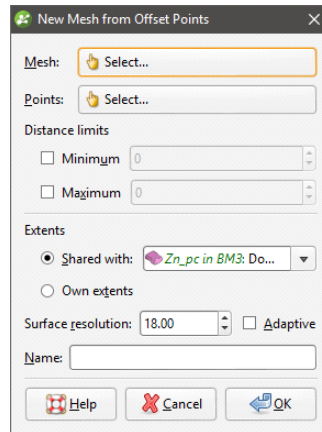 New Mesh from Offset Points
Mesh: Select...
Points: Select...
Distance limits
Minimum 0
Maximum 0
Extents
Shared with: Zn_pc in BM3: Do...
Own extents
Surface resolution: 18.00 Adaptive
Name:
Help Cancel OK